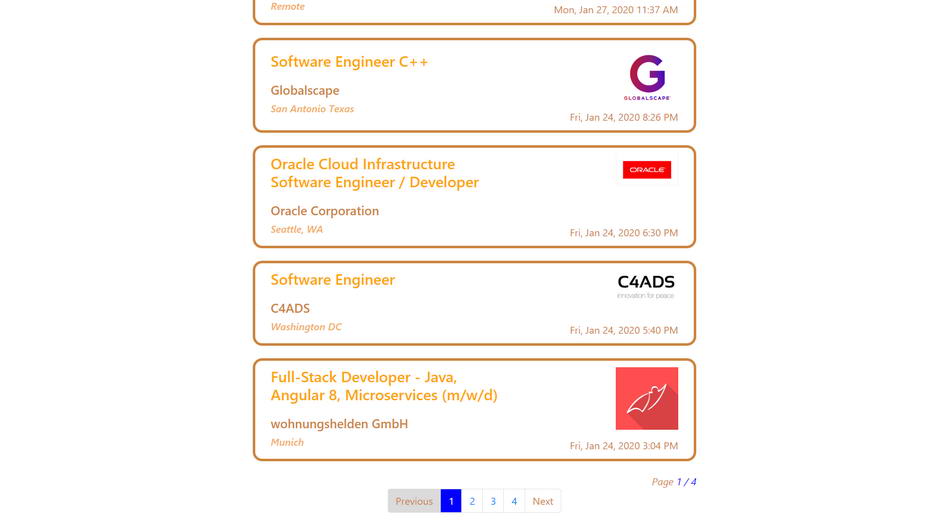 Remote
Mon, Jan 27, 2020 11:37 AM
Software Engineer C++
Globalscape
San Antonio Texas
GLOBALSCAPE
Fri, Jan 24, 2020 8:26 PM
Oracle Cloud Infrastructure
Software Engineer / Developer
Oracle Corporation
Seattle, WA
ORACLE
Fri, Jan 24, 2020 6:30 PM
Software Engineer
C4ADS
Washington DC
C4ADS
innovation for peace
Fri, Jan 24, 2020 5:40 PM
Full-Stack Developer - Java,
Angular 8, Microservices (m/w/d)
wohnungshelden GmbH
Munich
Fri, Jan 24, 2020 3:04 PM
Page 1 / 4
Previous 1 2 3 4 Next